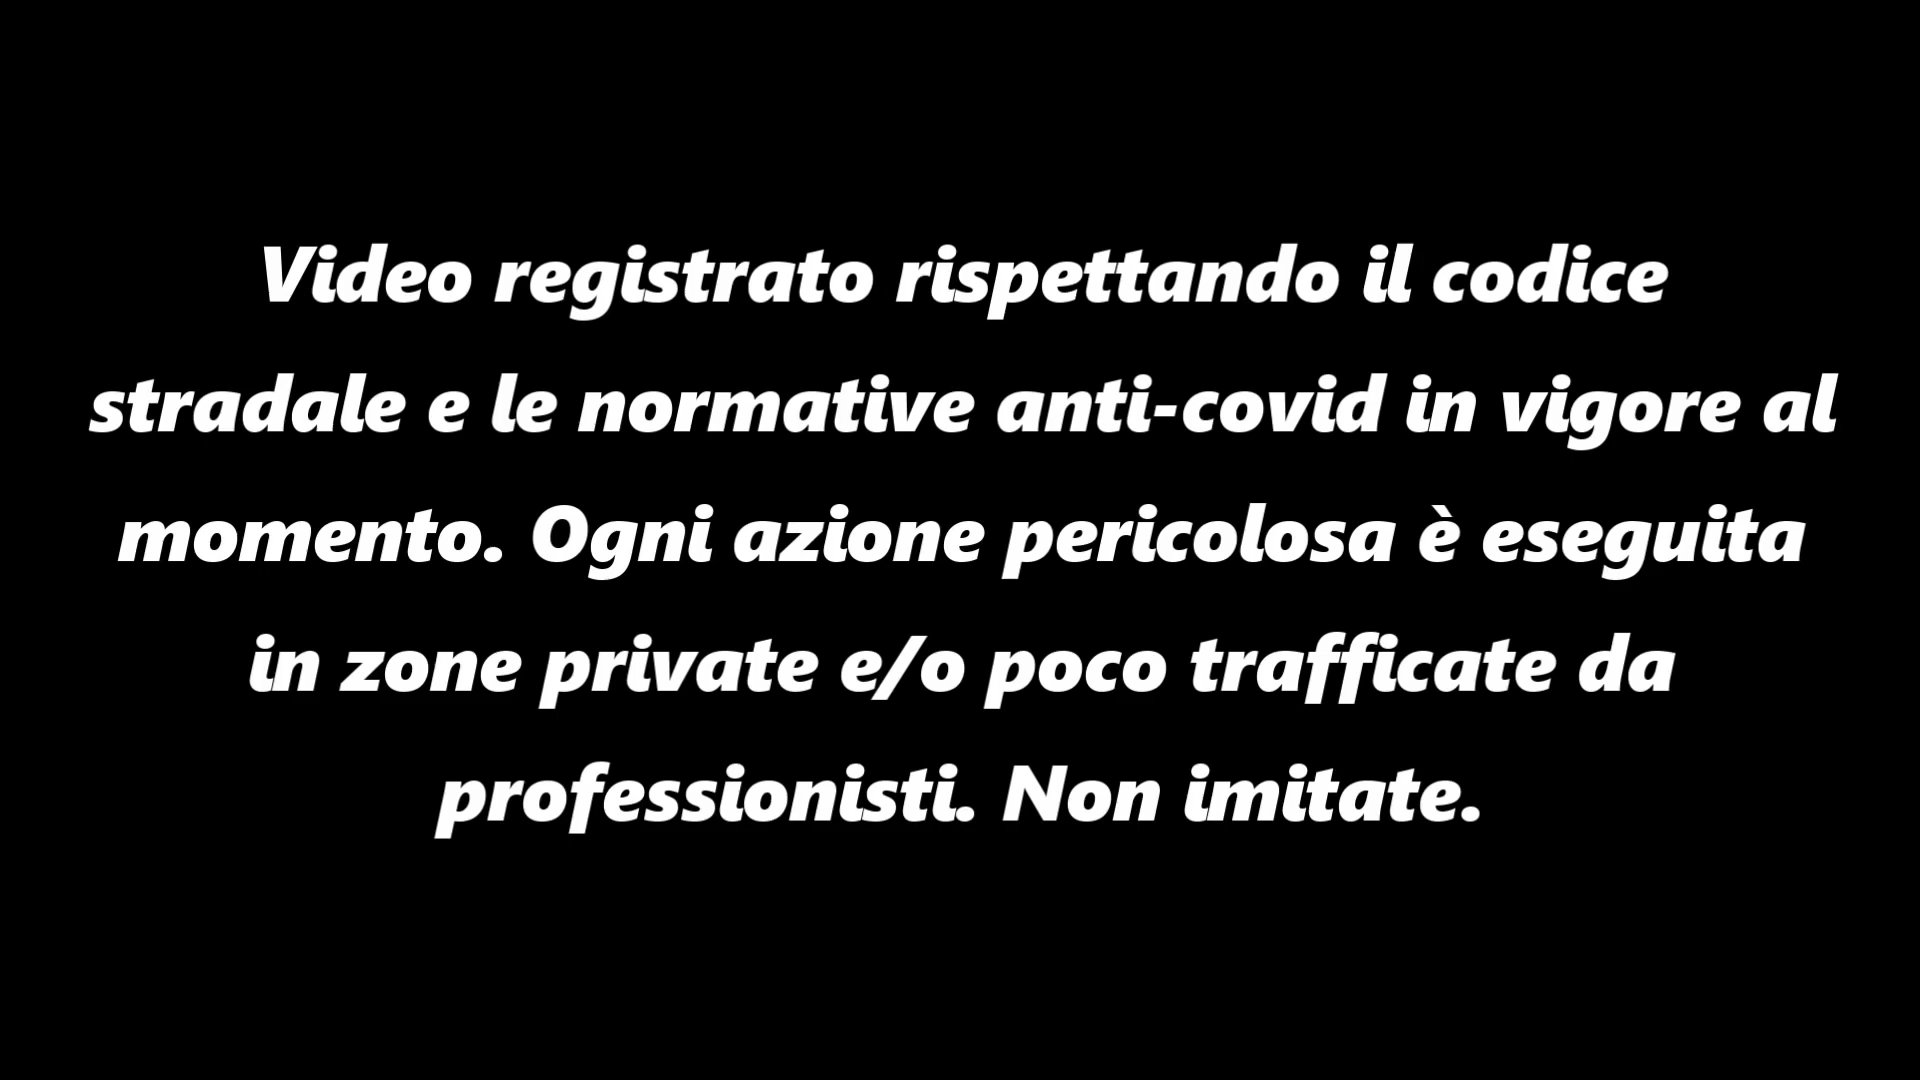 Video registrato rispettando il codice
stradale e le normative anti-covid in vigore al
momento. Ogni azione pericolosa è eseguita
in zone private e/o poco trafficate da
professionisti. Non imitate.